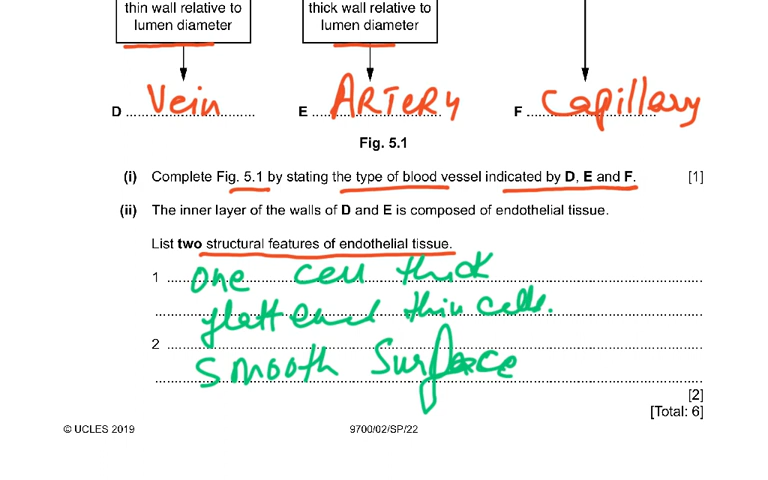 thin wall relative to
lumen diameter
thick wall relative to
lumen diameter
D Vein E ARTERY F Capillary
Fig. 5.1
(i) Complete Fig. 5.1 by stating the type of blood vessel indicated by D, E and F. [1]
(ii) The inner layer of the walls of D and E is composed of endothelial tissue.
List two structural features of endothelial tissue.
1 one cell thick
flattened thin cells.
2
smooth surface
[2]
[Total: 6]
© UCLES 2019 9700/02/SP/22